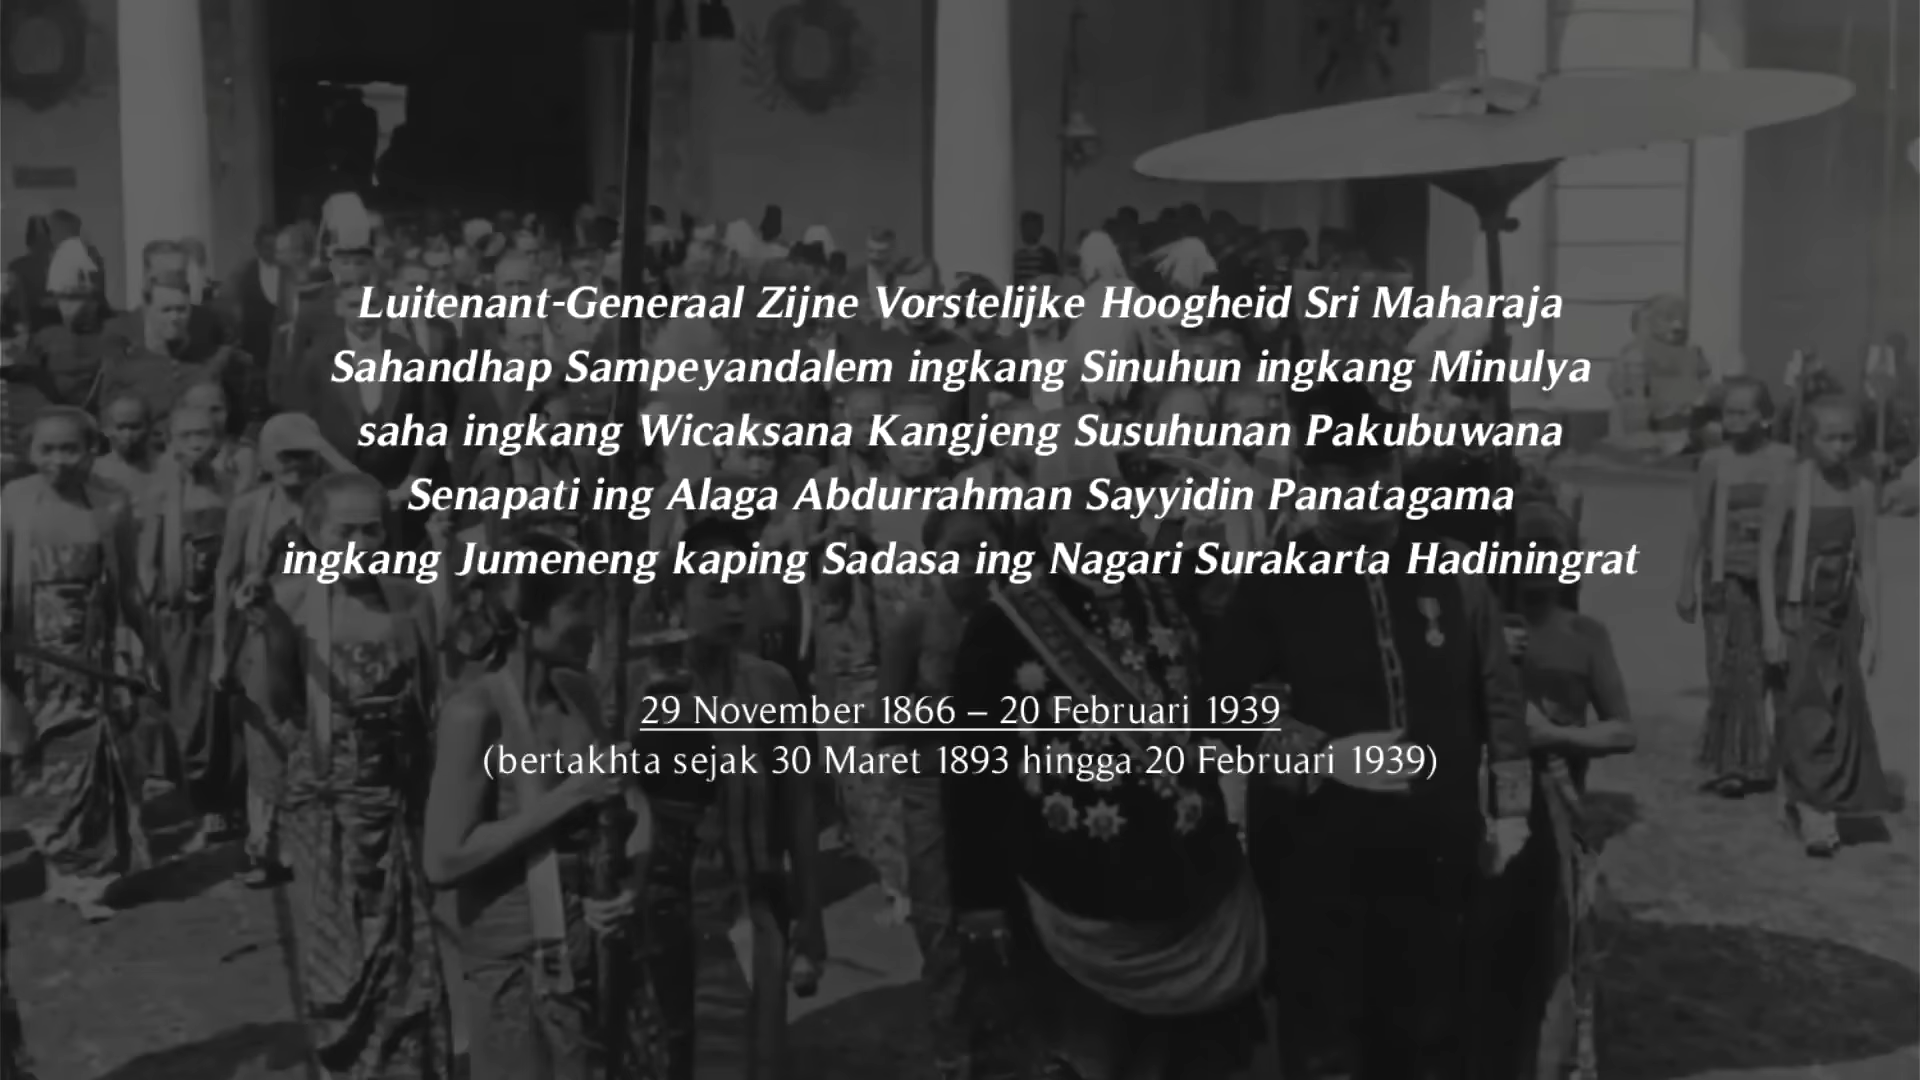 Luitenant-Generaal Zijne Vorstelijke Hoogheid Sri Maharaja
Sahandhap Sampeyandalem ingkang Sinuhun ingkang Minulya
saha ingkang Wicaksana Kangjeng Susuhunan Pakubuwana
Senapati ing Alaga Abdurrahman Sayyidin Panatagama
ingkang Jumeneng kaping Sadasa ing Nagari Surakarta Hadiningrat
29 November 1866 – 20 Februari 1939
(bertakhta sejak 30 Maret 1893 hingga 20 Februari 1939)